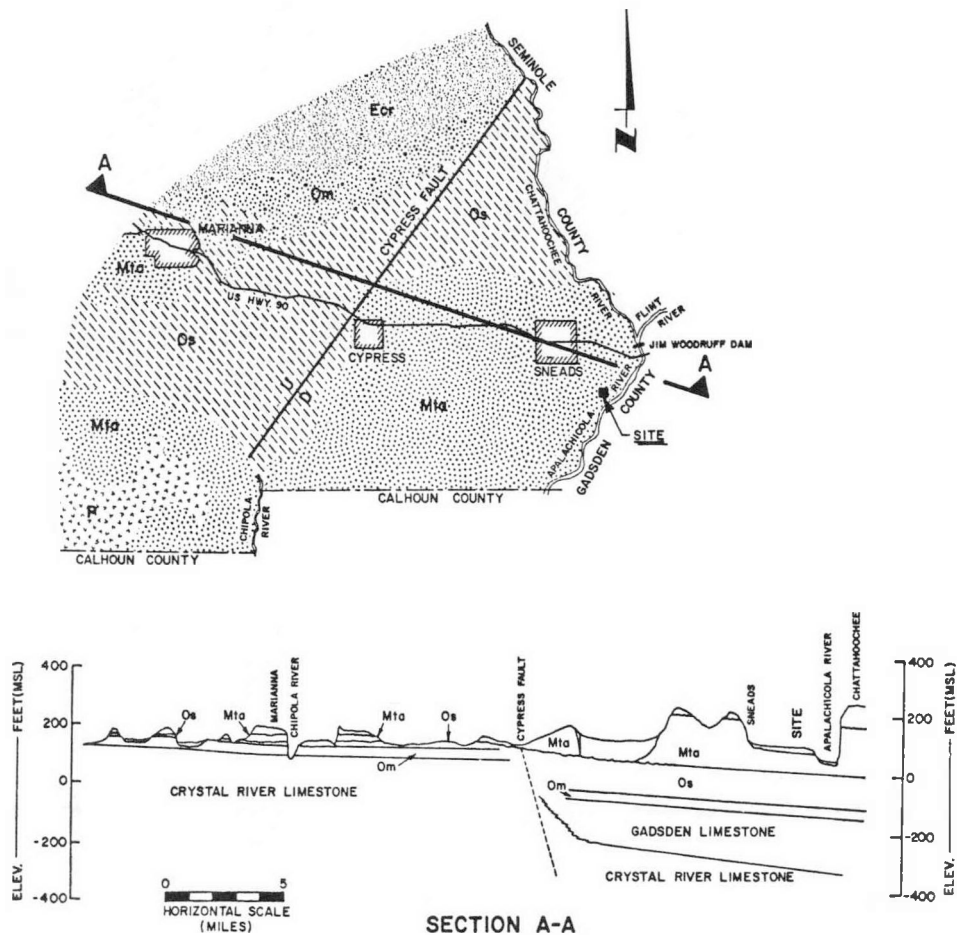 SEMINOLE
COUNTY
CHATTAHOOCHEE
RIVER
Ecr
A
Om
CYPRESS FAULT
Os
MARIANNA
Mta
US HWY. 90
FLINT
RIVER
JIM WOODRUFF DAM
Os
CYPRESS
SNEADS
A
U
D
Mta
RIVER
COUNTY
SITE
Mta
APALACHICOLA
GADSDEN
CALHOUN COUNTY
CHIPOLA
RIVER
CALHOUN COUNTY
N
400
200
0
-200
-400
ELEV.
FEET(MSL)
Os
Mta
MARIANNA
CHIPOLA RIVER
Mta
Os
CYPRESS FAULT
Mta
Mta
SNEADS
SITE
APALACHICOLA RIVER
CHATTAHOOCHEE
400
200
0
-200
-400
ELEV.
FEET(MSL)
Om
CRYSTAL RIVER LIMESTONE
Os
Om
GADSDEN LIMESTONE
CRYSTAL RIVER LIMESTONE
0
5
HORIZONTAL SCALE
(MILES)
SECTION A-A